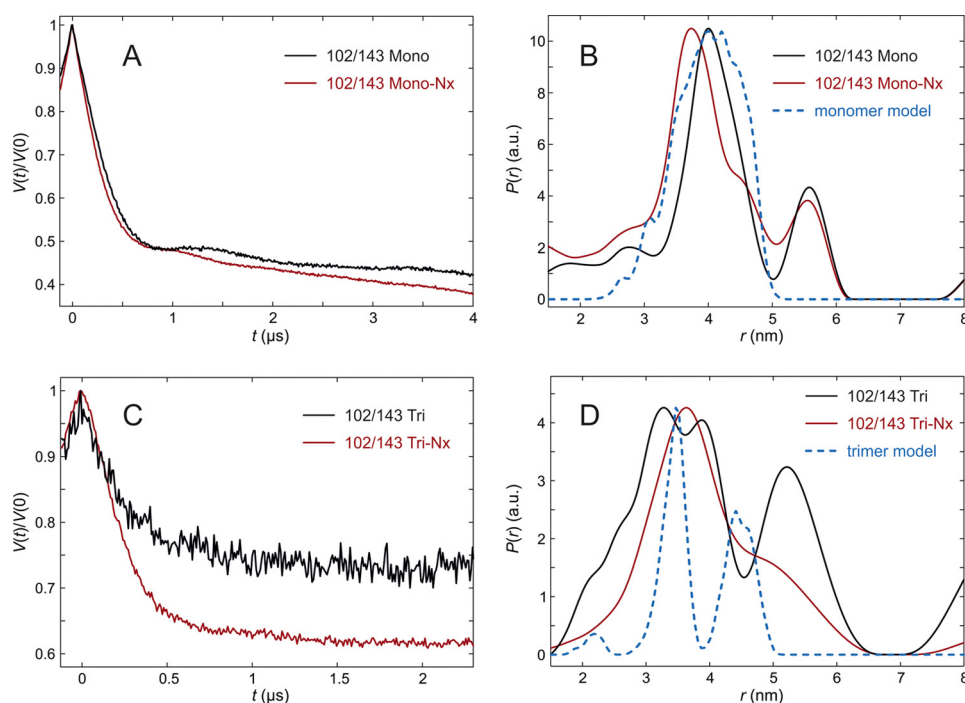 A
102/143 Mono
102/143 Mono-Nx
1
0.9
0.8
0.7
0.6
0.5
0.4
V(t)/V(0)
0
1
2
3
4
t (µs)
B
102/143 Mono
102/143 Mono-Nx
monomer model
10
8
6
4
2
0
P(r) (a.u.)
2
3
4
5
6
7
8
r (nm)
C
102/143 Tri
102/143 Tri-Nx
1
0.9
0.8
0.7
0.6
V(t)/V(0)
0
0.5
1
1.5
2
t (µs)
D
102/143 Tri
102/143 Tri-Nx
trimer model
4
3
2
1
0
P(r) (a.u.)
2
3
4
5
6
7
8
r (nm)